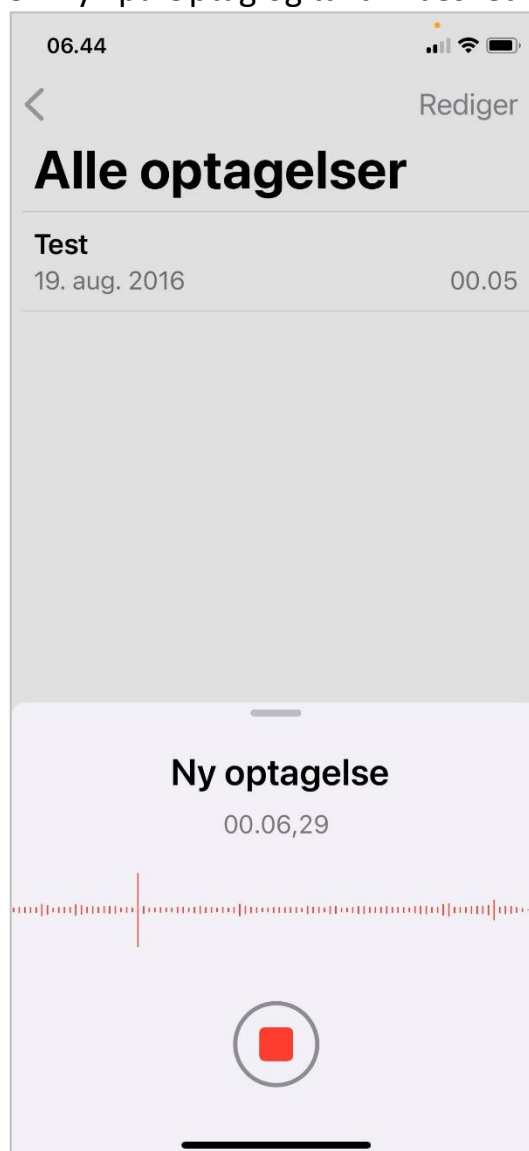 06.44
Rediger
Alle optagelser
Test
19. aug. 2016 00.05
Ny optagelse
00.06,29